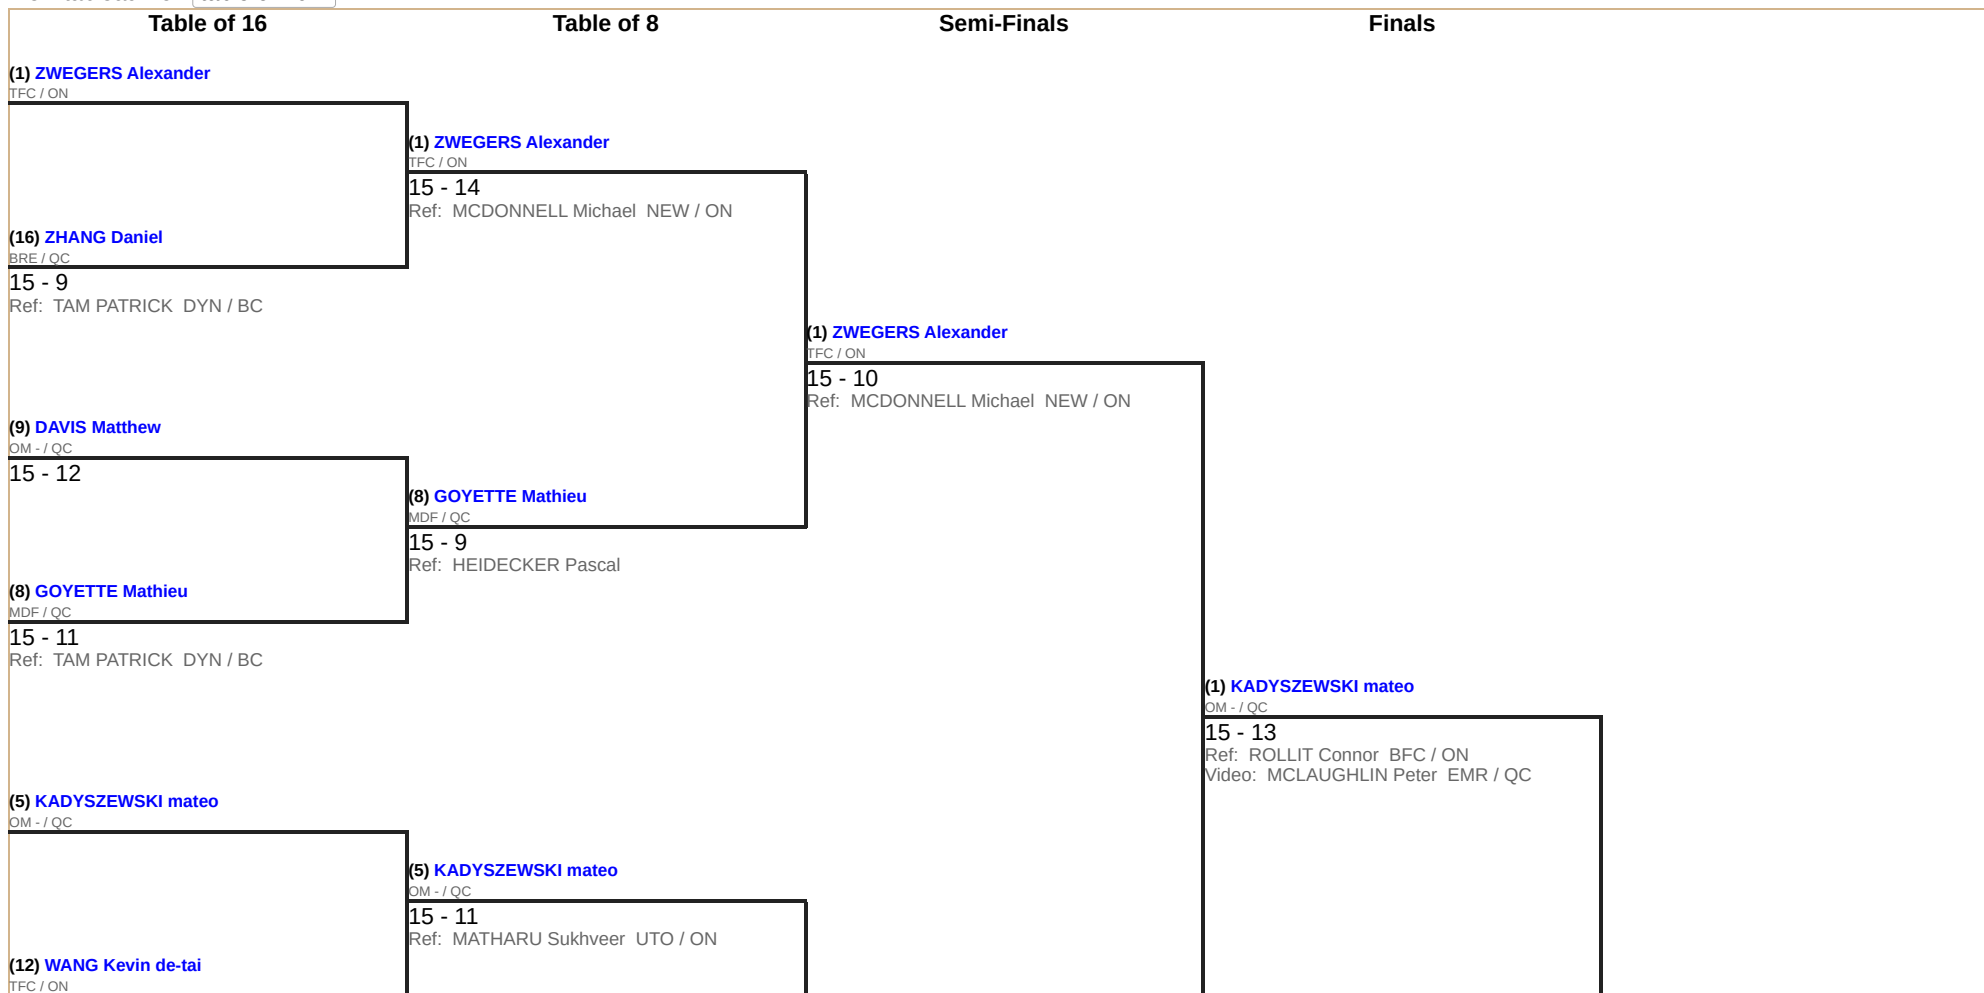 Table of 16
Table of 8
Semi-Finals
Finals
(1) ZWEGERS Alexander
TFC / ON
(1) ZWEGERS Alexander
TFC / ON
15 - 14
Ref:  MCDONNELL Michael  NEW / ON
(16) ZHANG Daniel
BRE / QC
15 - 9
Ref:  TAM PATRICK  DYN / BC
(1) ZWEGERS Alexander
TFC / ON
15 - 10
Ref:  MCDONNELL Michael  NEW / ON
(9) DAVIS Matthew
OM - / QC
15 - 12
(8) GOYETTE Mathieu
MDF / QC
15 - 9
Ref:  HEIDECKER Pascal
(8) GOYETTE Mathieu
MDF / QC
15 - 11
Ref:  TAM PATRICK  DYN / BC
(1) KADYSZEWSKI mateo
OM - / QC
15 - 13
Ref:  ROLLIT Connor  BFC / ON
Video:  MCLAUGHLIN Peter  EMR / QC
(5) KADYSZEWSKI mateo
OM - / QC
(5) KADYSZEWSKI mateo
OM - / QC
15 - 11
Ref:  MATHARU Sukhveer  UTO / ON
(12) WANG Kevin de-tai
TFC / ON